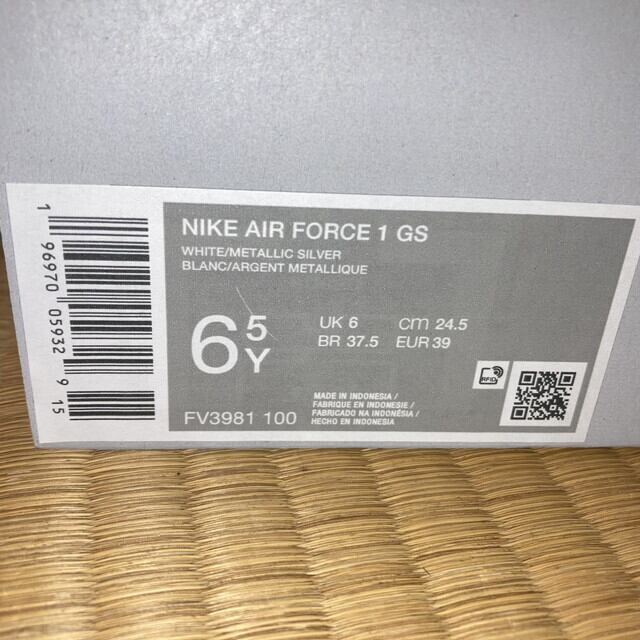 NIKE AIR FORCE 1 GS
WHITE/METALLIC SILVER
BLANC/ARGENT METALLIQUE
6 5 Y
UK 6 cm 24.5
BR 37.5 EUR 39
FV3981 100
MADE IN INDONESIA /
FABRIQUE EN INDONESIE /
FABRICADO NA INDONÉSIA /
HECHO EN INDONESIA
RFID
1 96970 05932 9 15